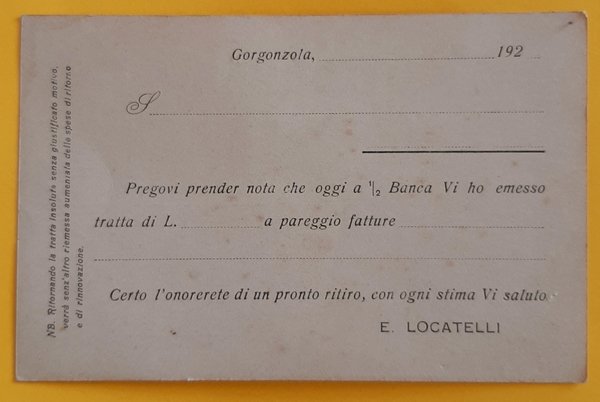 Gorgonzola, 192
S
Pregovi prender nota che oggi a ½ Banca Vi ho emesso
tratta di L. a pareggio fatture
Certo l'onorerete di un pronto ritiro, con ogni stima Vi saluto.
E. LOCATELLI
NB. Ritornando la tratta insoluta senza giustificato motivo,
verrà senz'altro riemessa aumentata delle spese di ritorno
e di rinnovazione.